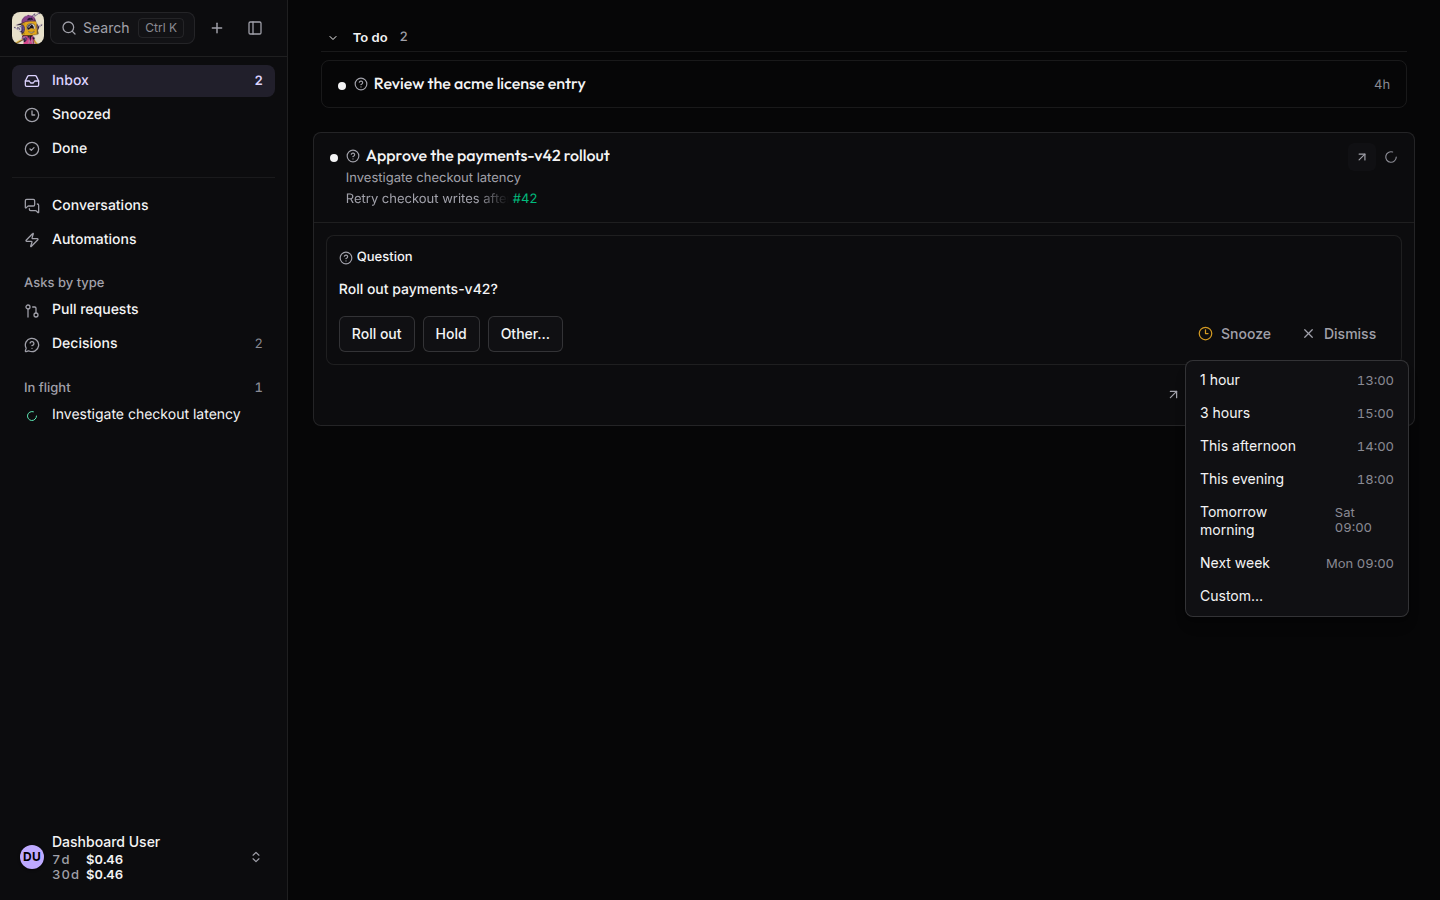 Search Ctrl K
Inbox 2
Snoozed
Done
Conversations
Automations
Asks by type
Pull requests
Decisions 2
In flight 1
Investigate checkout latency
DU
Dashboard User
7d $0.46
30d $0.46
To do 2
Review the acme license entry 4h
Approve the payments-v42 rollout
Investigate checkout latency
Retry checkout writes afte #42
Question
Roll out payments-v42?
Roll out Hold Other... Snooze Dismiss
1 hour 13:00
3 hours 15:00
This afternoon 14:00
This evening 18:00
Tomorrow morning Sat 09:00
Next week Mon 09:00
Custom...